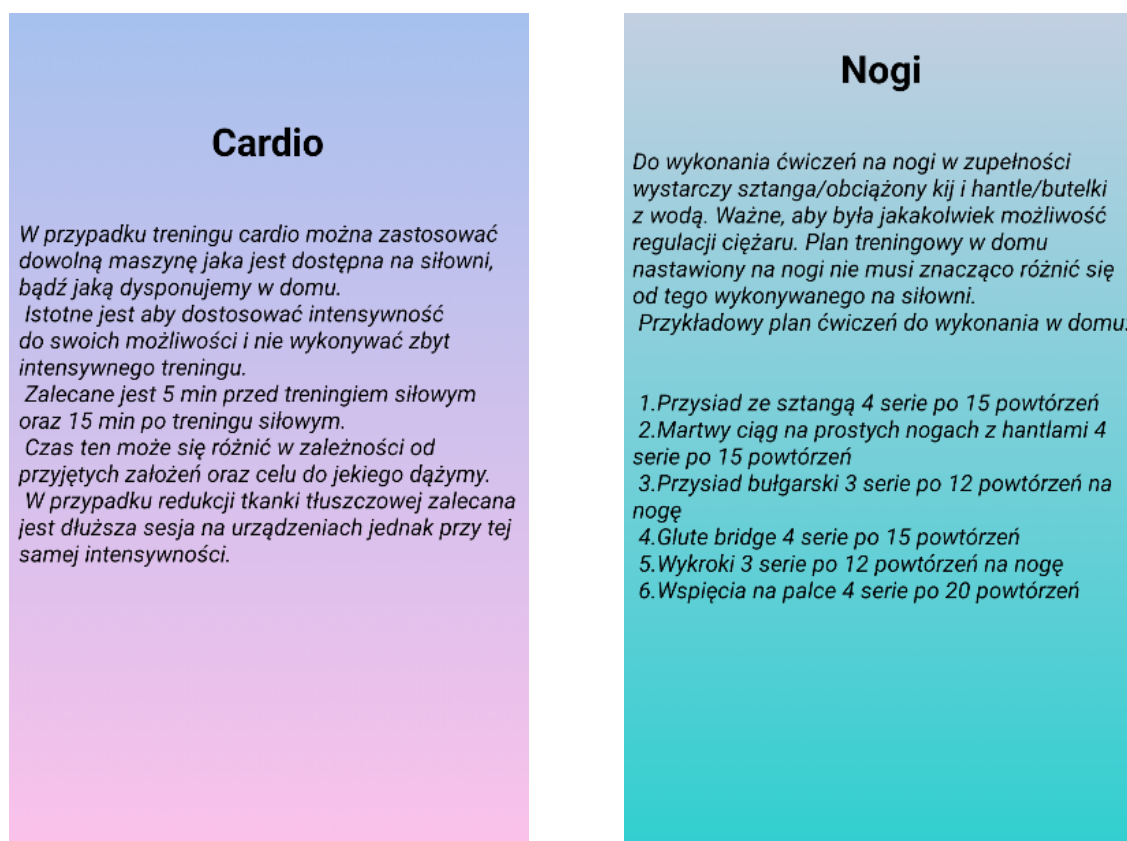 Cardio
W przypadku treningu cardio można zastosować
dowolną maszynę jaka jest dostępna na siłowni,
bądź jaką dysponujemy w domu.
Istotne jest aby dostosować intensywność
do swoich możliwości i nie wykonywać zbyt
intensywnego treningu.
Zalecane jest 5 min przed treningiem siłowym
oraz 15 min po treningu siłowym.
Czas ten może się różnić w zależności od
przyjętych założeń oraz celu do jekiego dążymy.
W przypadku redukcji tkanki tłuszczowej zalecana
jest dłuższa sesja na urządzeniach jednak przy tej
samej intensywności.
Nogi
Do wykonania ćwiczeń na nogi w zupełności
wystarczy sztanga/obciążony kij i hantle/butelki
z wodą. Ważne, aby była jakakolwiek możliwość
regulacji ciężaru. Plan treningowy w domu
nastawiony na nogi nie musi znacząco różnić się
od tego wykonywanego na siłowni.
Przykładowy plan ćwiczeń do wykonania w domu:
1.Przysiad ze sztangą 4 serie po 15 powtórzeń
2.Martwy ciąg na prostych nogach z hantlami 4
serie po 15 powtórzeń
3.Przysiad bułgarski 3 serie po 12 powtórzeń na
nogę
4.Glute bridge 4 serie po 15 powtórzeń
5.Wykroki 3 serie po 12 powtórzeń na nogę
6.Wspięcia na palce 4 serie po 20 powtórzeń